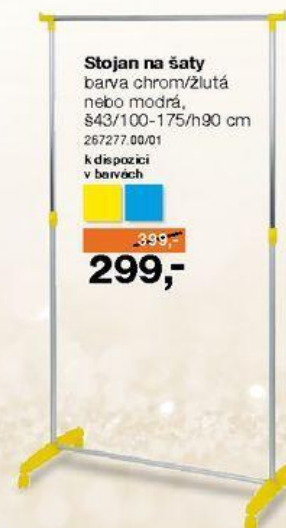 Stojan na šaty
barva chrom/žlutá
nebo modrá,
š43/100-175/h90 cm
267277.00/01
k dispozici
v barvách
399,-
299,-